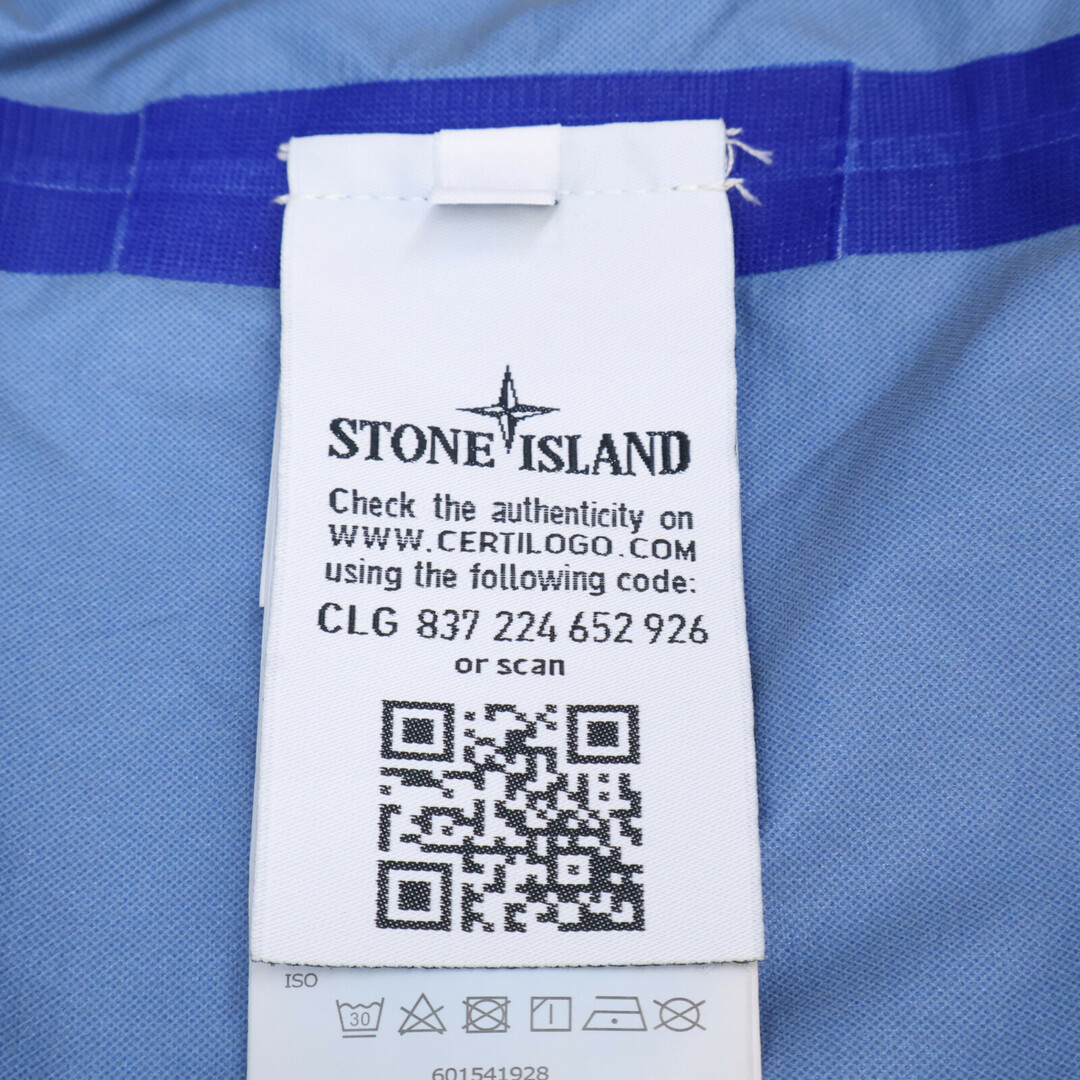 STONE ISLAND
Check the authenticity on
WWW.CERTILOGO.COM
using the following code:
CLG 837 224 652 926
or scan
ISO
30
601541928